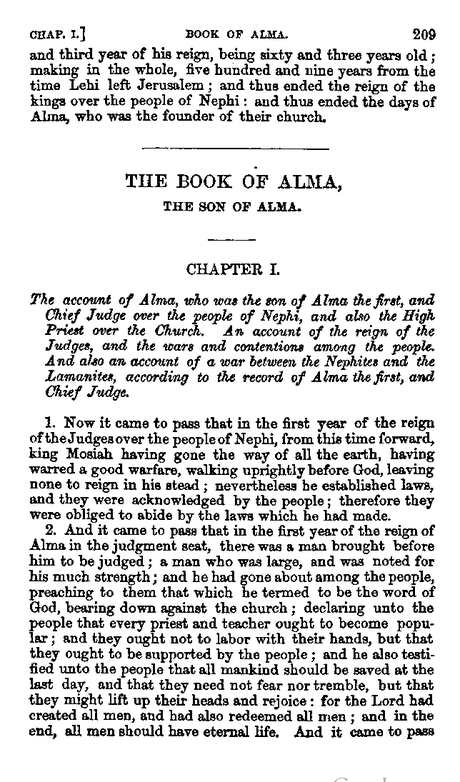 CHAP. I.] BOOK OF ALMA. 209
and third year of his reign, being sixty and three years old;
making in the whole, five hundred and nine years from the
time Lehi left Jerusalem; and thus ended the reign of the
kings over the people of Nephi: and thus ended the days of
Alma, who was the founder of their church.
THE BOOK OF ALMA,
THE SON OF ALMA.
CHAPTER I.
The account of Alma, who was the son of Alma the first, and
Chief Judge over the people of Nephi, and also the High
Priest over the Church. An account of the reign of the
Judges, and the wars and contentions among the people.
And also an account of a war between the Nephites and the
Lamanites, according to the record of Alma the first, and
Chief Judge.
1. Now it came to pass that in the first year of the reign
of the Judges over the people of Nephi, from this time forward,
king Mosiah having gone the way of all the earth, having
warred a good warfare, walking uprightly before God, leaving
none to reign in his stead; nevertheless he established laws,
and they were acknowledged by the people; therefore they
were obliged to abide by the laws which he had made.
2. And it came to pass that in the first year of the reign of
Alma in the judgment seat, there was a man brought before
him to be judged; a man who was large, and was noted for
his much strength; and he had gone about among the people,
preaching to them that which he termed to be the word of
God, bearing down against the church; declaring unto the
people that every priest and teacher ought to become popu-
lar; and they ought not to labor with their hands, but that
they ought to be supported by the people; and he also testi-
fied unto the people that all mankind should be saved at the
last day, and that they need not fear nor tremble, but that
they might lift up their heads and rejoice: for the Lord had
created all men, and had also redeemed all men; and in the
end, all men should have eternal life. And it came to pass